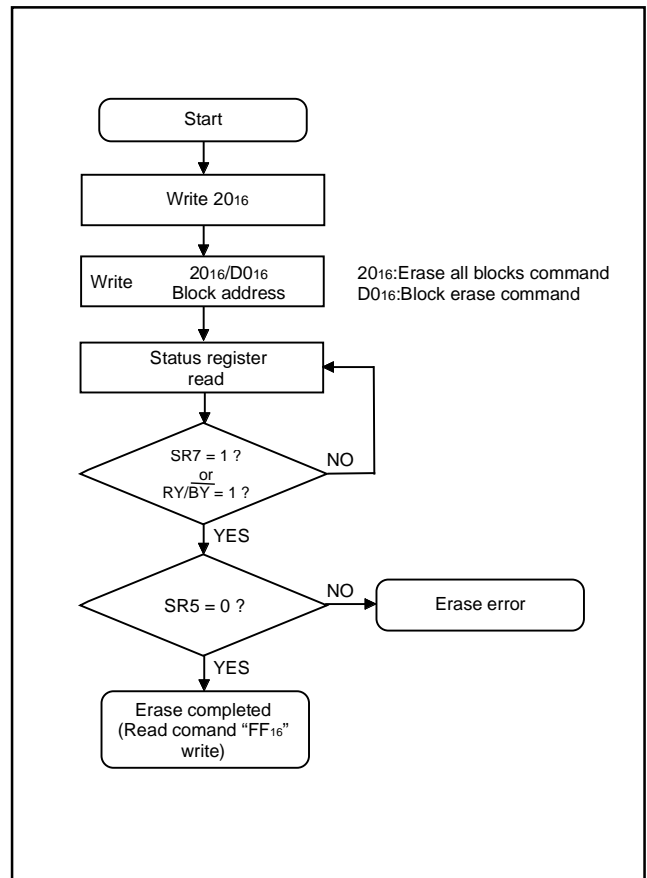 Start
Write 2016
Write 2016/D016
Block address
2016:Erase all blocks command
D016:Block erase command
Status register
read
SR7 = 1 ?
or
RY/BY = 1 ?
NO
YES
SR5 = 0 ?
NO
Erase error
YES
Erase completed
(Read comand “FF16”
write)